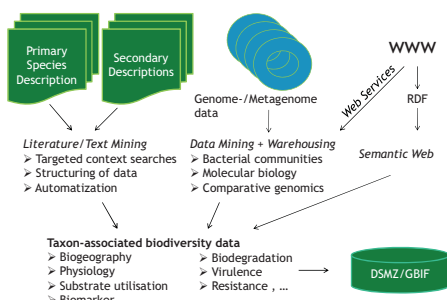 Primary
Species
Description
Secondary
Descriptions
Genome-/Metagenome
data
WWW
Web Services
RDF
Literature/Text Mining
➢ Targeted context searches
➢ Structuring of data
➢ Automatization
Data Mining + Warehousing
➢ Bacterial communities
➢ Molecular biology
➢ Comparative genomics
Semantic Web
Taxon-associated biodiversity data
➢ Biogeography
➢ Physiology
➢ Substrate utilisation
➢ Biomarker
➢ Biodegradation
➢ Virulence
➢ Resistance , …
DSMZ/GBIF